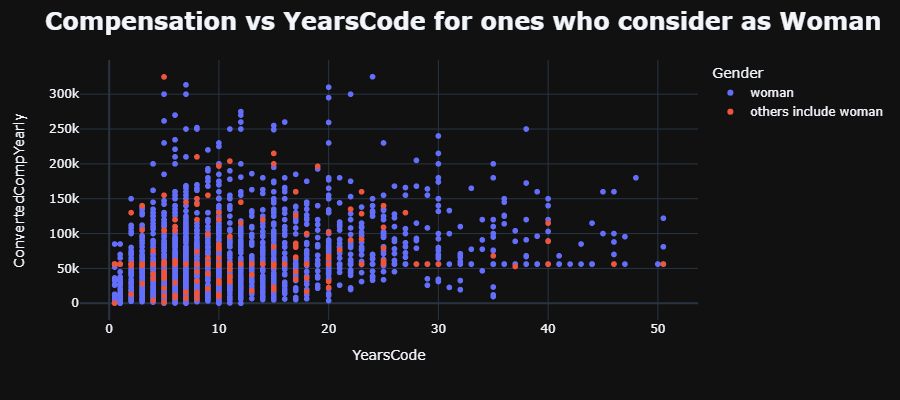 Compensation vs YearsCode for ones who consider as Woman
Gender
woman
others include woman
ConvertedCompYearly
300k
250k
200k
150k
100k
50k
0
0 10 20 30 40 50
YearsCode